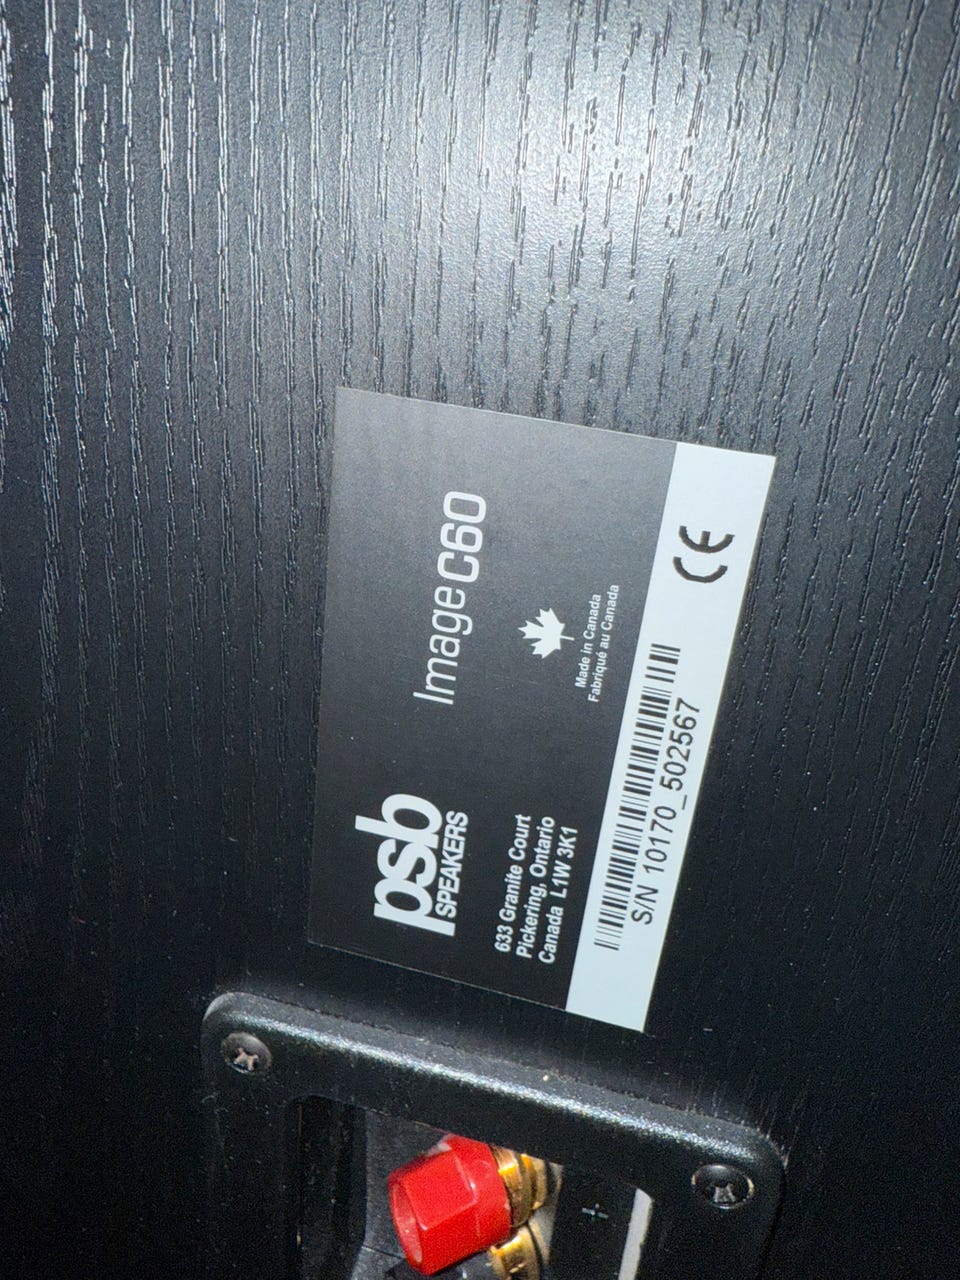 psb
SPEAKERS
Image C60
633 Granite Court
Pickering, Ontario
Canada L1W 3K1
Made in Canada
Fabriqué au Canada
S/N 10170_502567
CE
+